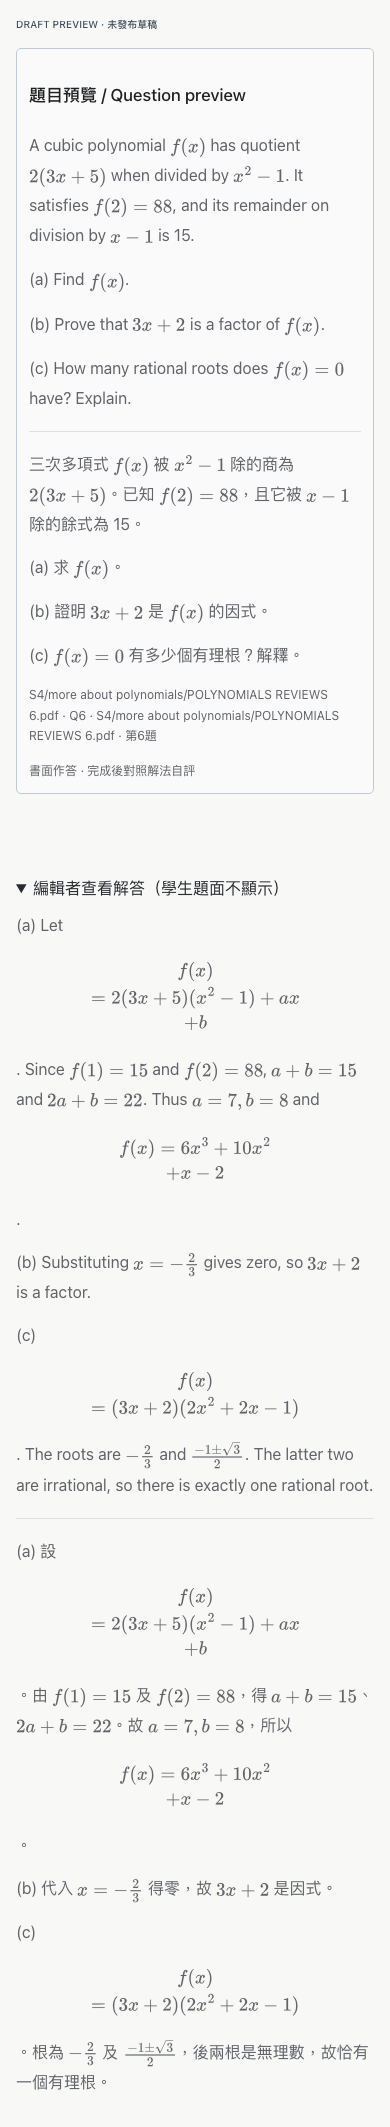 DRAFT PREVIEW · 未發布草稿
題目預覽 / Question preview
A cubic polynomial f(x) has quotient
2(3x + 5) when divided by x² − 1. It
satisfies f(2) = 88, and its remainder on
division by x − 1 is 15.
(a) Find f(x).
(b) Prove that 3x + 2 is a factor of f(x).
(c) How many rational roots does f(x) = 0
have? Explain.
三次多項式 f(x) 被 x² − 1 除的商為
2(3x + 5)。已知 f(2) = 88，且它被 x − 1
除的餘式為 15。
(a) 求 f(x)。
(b) 證明 3x + 2 是 f(x) 的因式。
(c) f(x) = 0 有多少個有理根？解釋。
S4/more about polynomials/POLYNOMIALS REVIEWS
6.pdf · Q6 · S4/more about polynomials/POLYNOMIALS
REVIEWS 6.pdf · 第6題
書面作答 · 完成後對照解法自評
▼ 編輯者查看解答（學生題面不顯示）
(a) Let
f(x)
= 2(3x + 5)(x² − 1) + ax
+b
. Since f(1) = 15 and f(2) = 88, a + b = 15
and 2a + b = 22. Thus a = 7, b = 8 and
f(x) = 6x³ + 10x²
+x − 2
.
(b) Substituting x = −2/3 gives zero, so 3x + 2
is a factor.
(c)
f(x)
= (3x + 2)(2x² + 2x − 1)
. The roots are −2/3 and (−1±√3)/2. The latter two
are irrational, so there is exactly one rational root.
(a) 設
f(x)
= 2(3x + 5)(x² − 1) + ax
+b
。由 f(1) = 15 及 f(2) = 88，得 a + b = 15、
2a + b = 22。故 a = 7, b = 8，所以
f(x) = 6x³ + 10x²
+x − 2
。
(b) 代入 x = −2/3 得零，故 3x + 2 是因式。
(c)
f(x)
= (3x + 2)(2x² + 2x − 1)
。根為 −2/3 及 (−1±√3)/2，後兩根是無理數，故恰有
一個有理根。